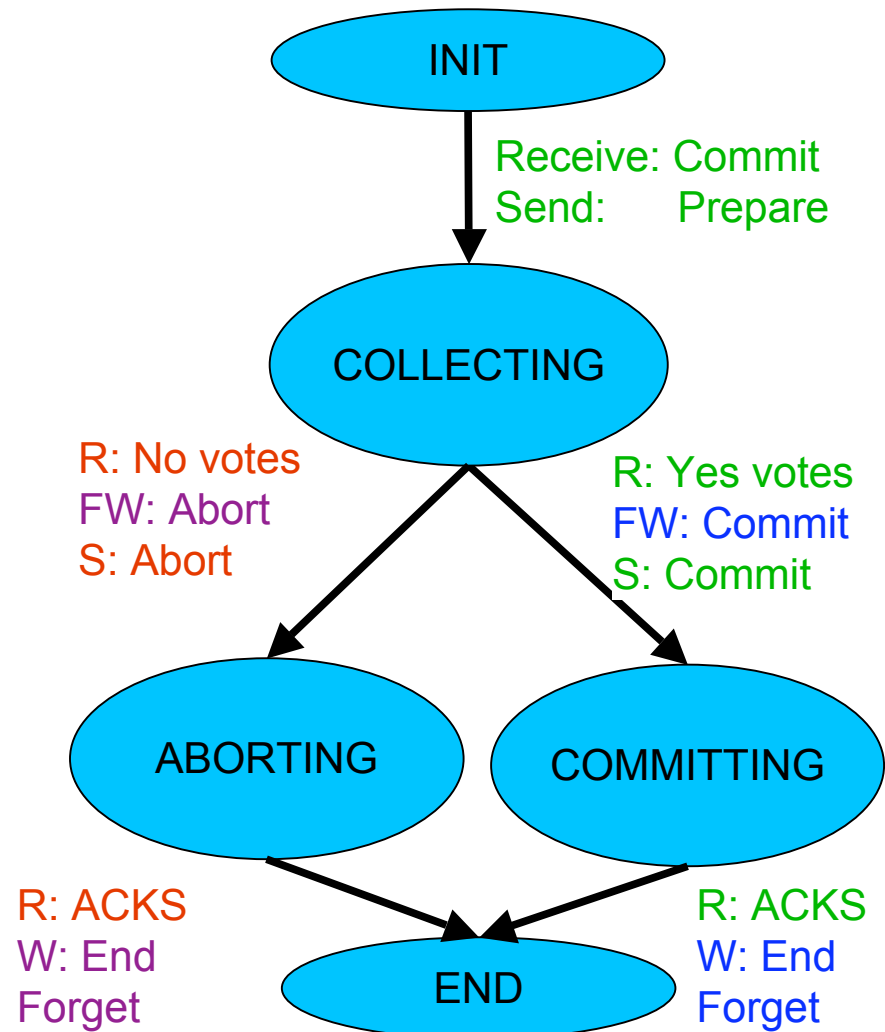 INIT
Receive: Commit
Send: Prepare
COLLECTING
R: No votes
FW: Abort
S: Abort
R: Yes votes
FW: Commit
S: Commit
ABORTING
COMMITTING
R: ACKS
W: End
Forget
R: ACKS
W: End
Forget
END